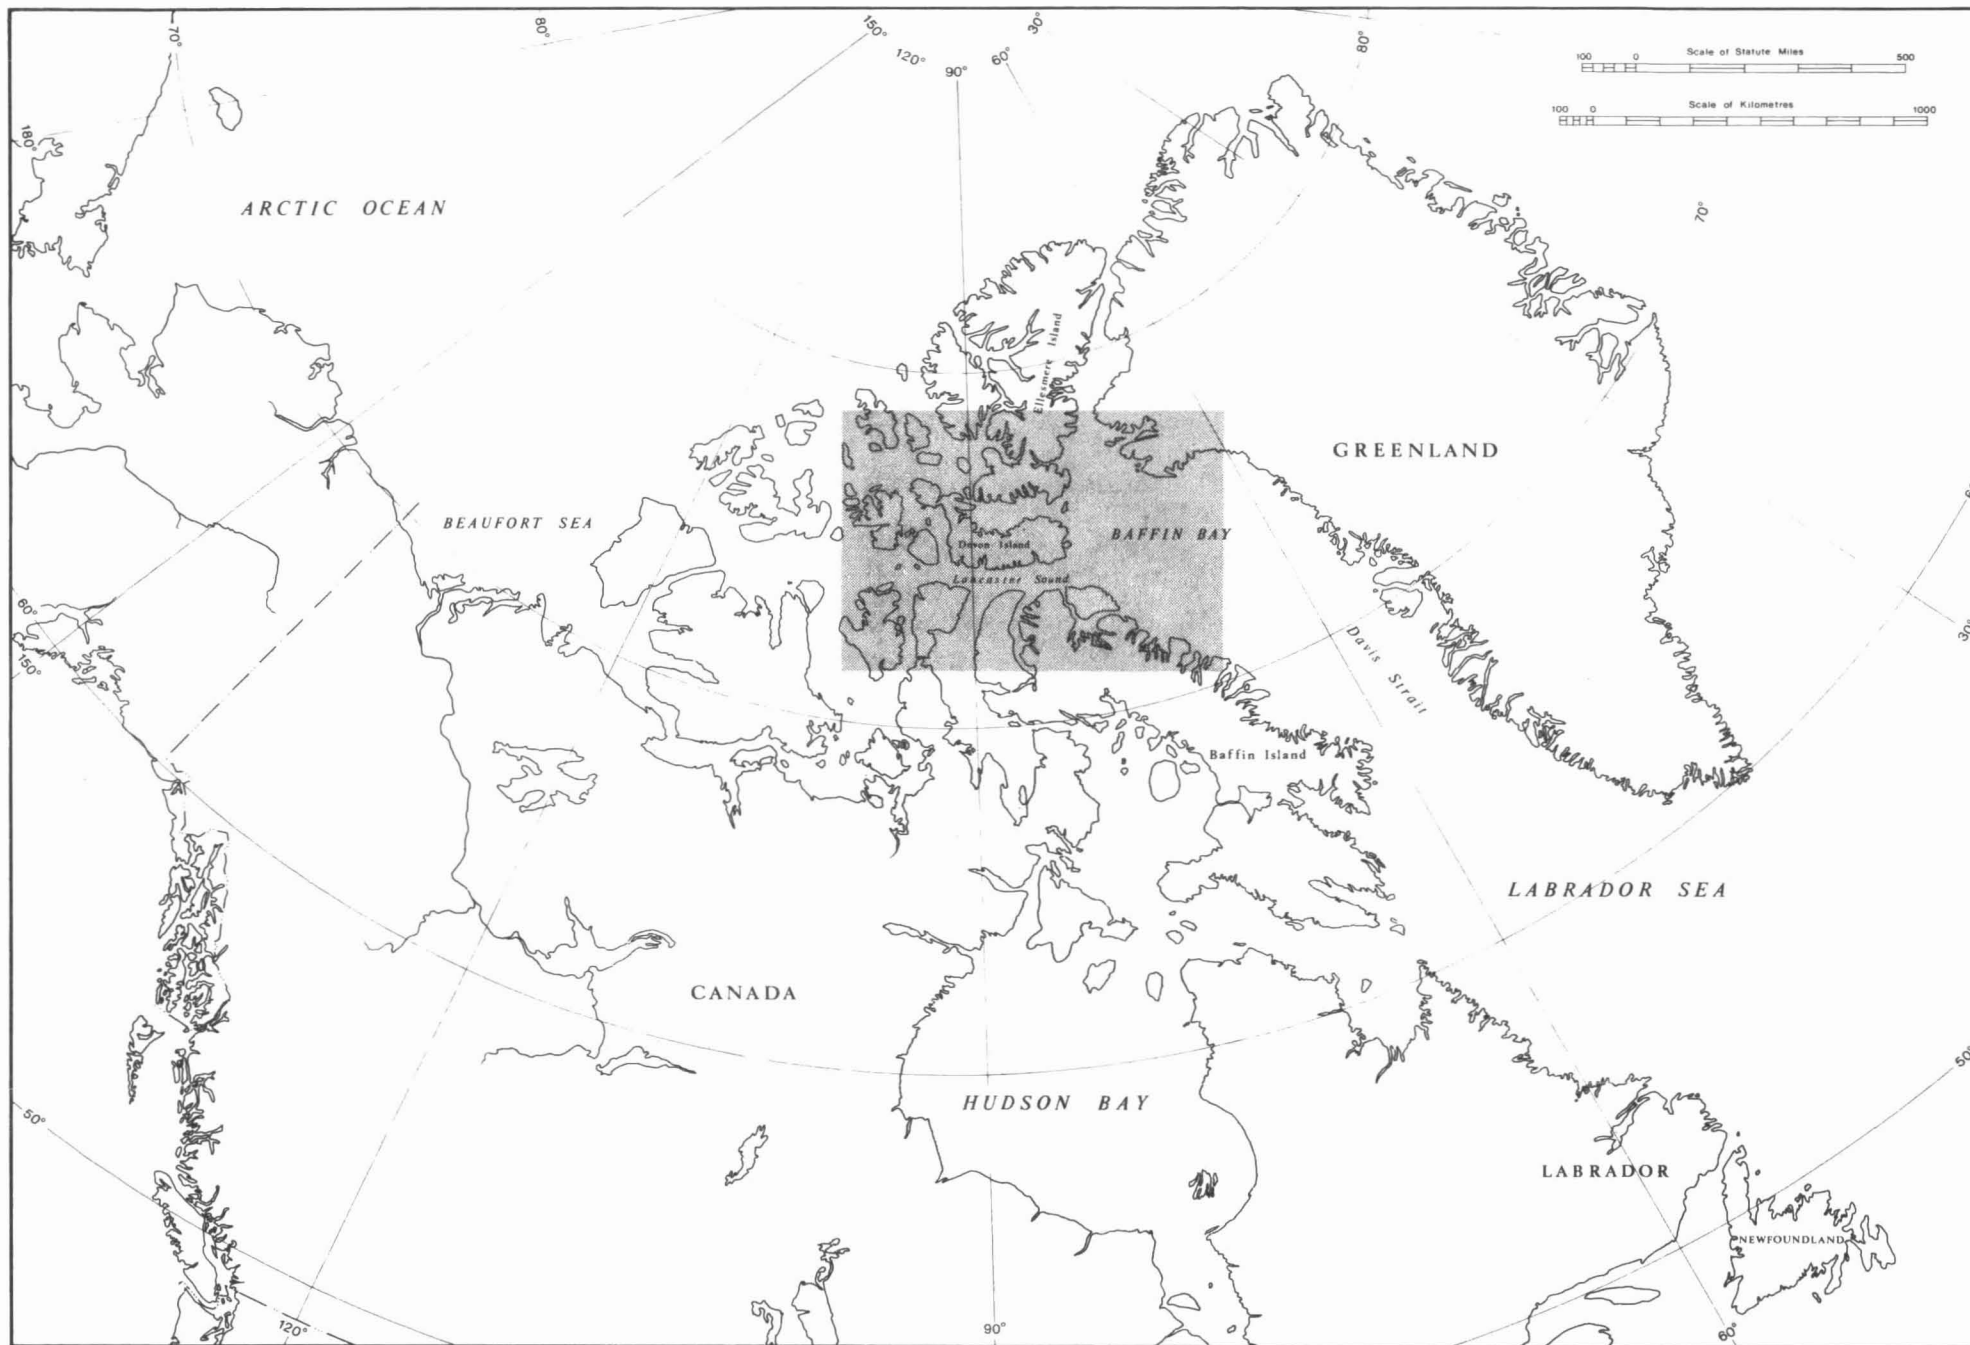 70°
80°
150°
120°
90°
60°
30°
80°
Scale of Statute Miles
100 0 500
Scale of Kilometres
100 0 1000
180°
ARCTIC OCEAN
70°
Ellesmere Island
GREENLAND
BEAUFORT SEA
BAFFIN BAY
Devon Island
Lancaster Sound
60°
150°
30°
Davis Strait
Baffin Island
LABRADOR SEA
CANADA
HUDSON BAY
50°
50°
LABRADOR
NEWFOUNDLAND
120°
90°
60°